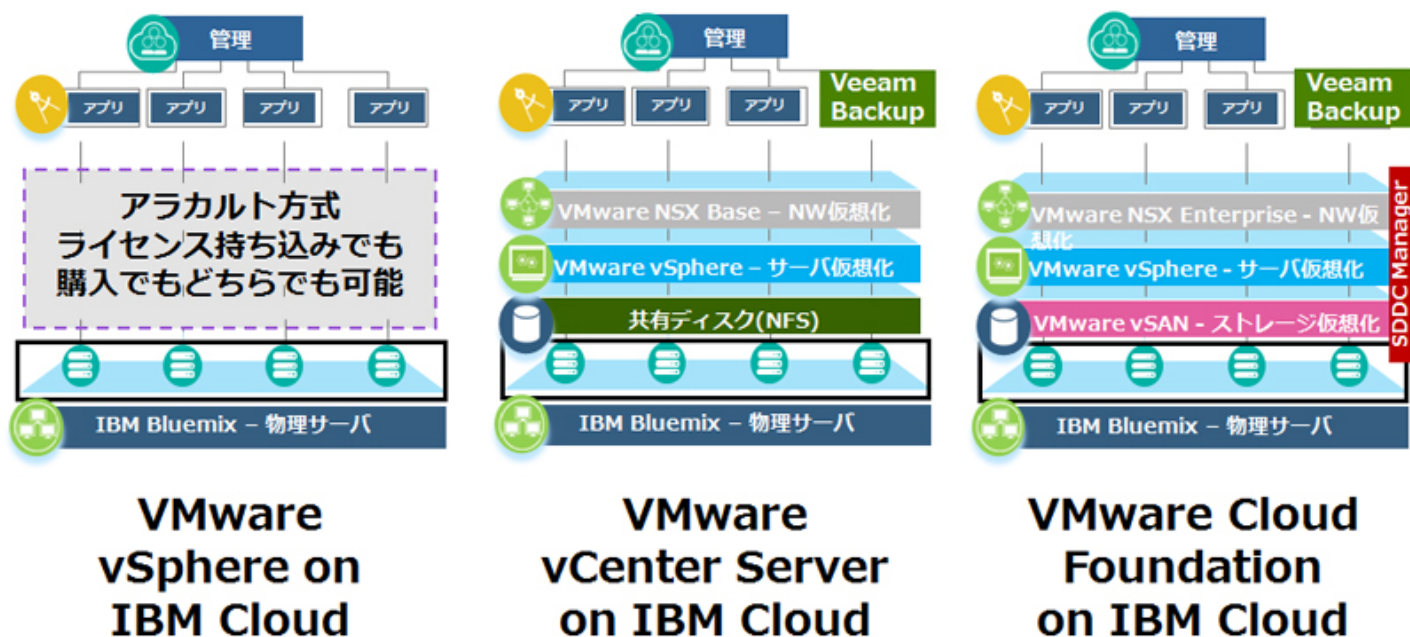 管理
アプリ アプリ アプリ アプリ
アラカルト方式
ライセンス持ち込みでも
購入でもどちらでも可能
IBM Bluemix – 物理サーバ
VMware
vSphere on
IBM Cloud
管理
アプリ アプリ アプリ
Veeam
Backup
VMware NSX Base – NW仮想化
VMware vSphere – サーバ仮想化
共有ディスク(NFS)
IBM Bluemix – 物理サーバ
VMware
vCenter Server
on IBM Cloud
管理
アプリ アプリ アプリ
Veeam
Backup
VMware NSX Enterprise - NW仮
想化
VMware vSphere - サーバ仮想化
VMware vSAN - ストレージ仮想化
SDDC Manager
IBM Bluemix – 物理サーバ
VMware Cloud
Foundation
on IBM Cloud